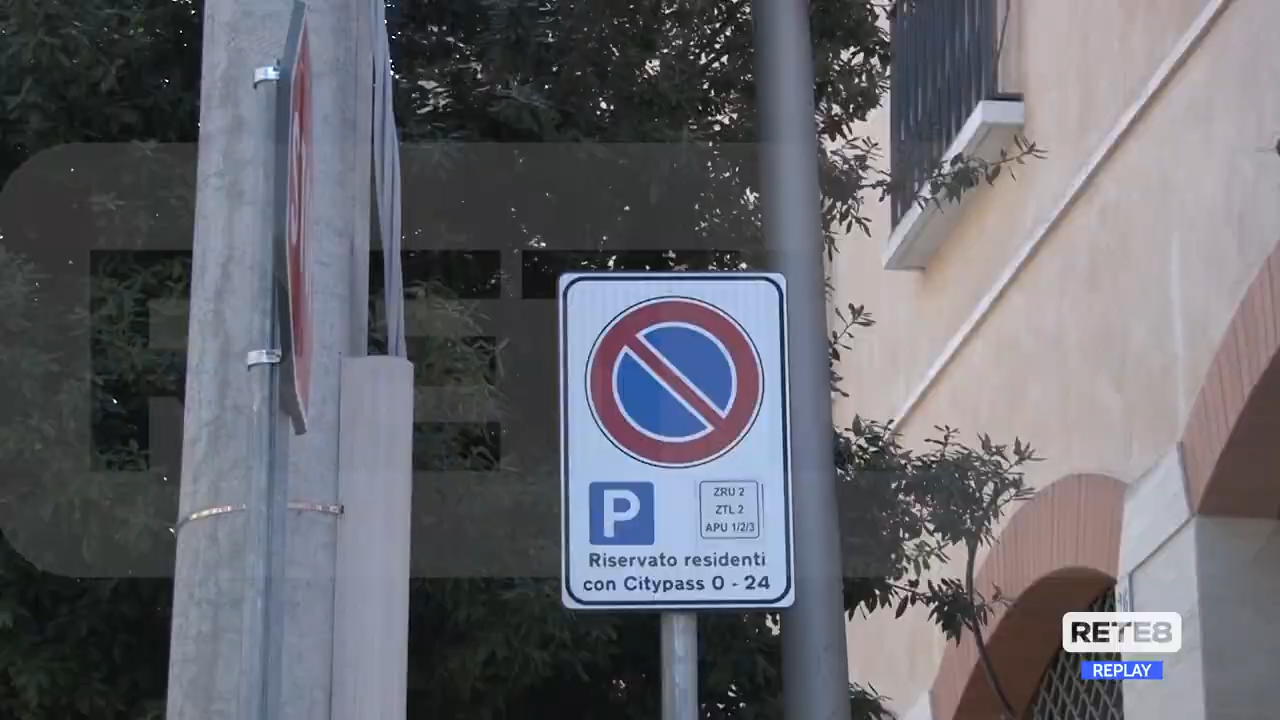 P
ZRU 2
ZTL 2
APU 1/2/3
Riservato residenti
con Citypass 0 - 24
RETE8
REPLAY